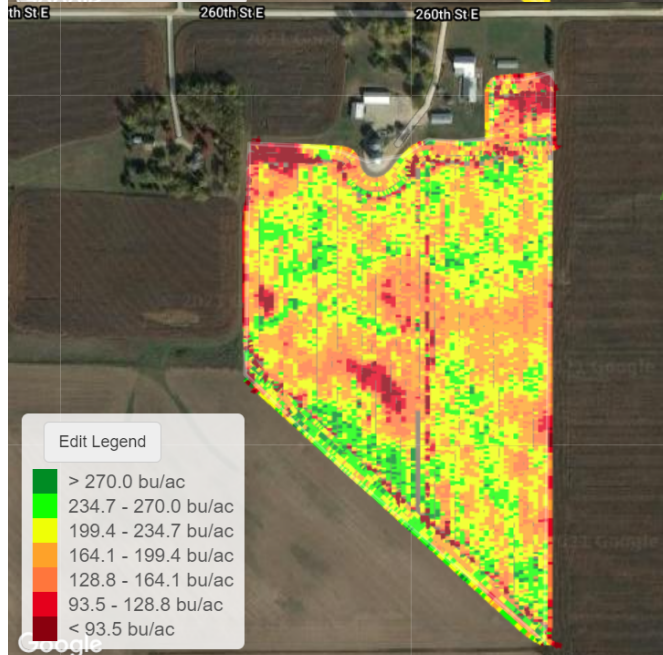 th St E
260th St E
260th St E
Edit Legend
> 270.0 bu/ac
234.7 - 270.0 bu/ac
199.4 - 234.7 bu/ac
164.1 - 199.4 bu/ac
128.8 - 164.1 bu/ac
93.5 - 128.8 bu/ac
< 93.5 bu/ac
Google